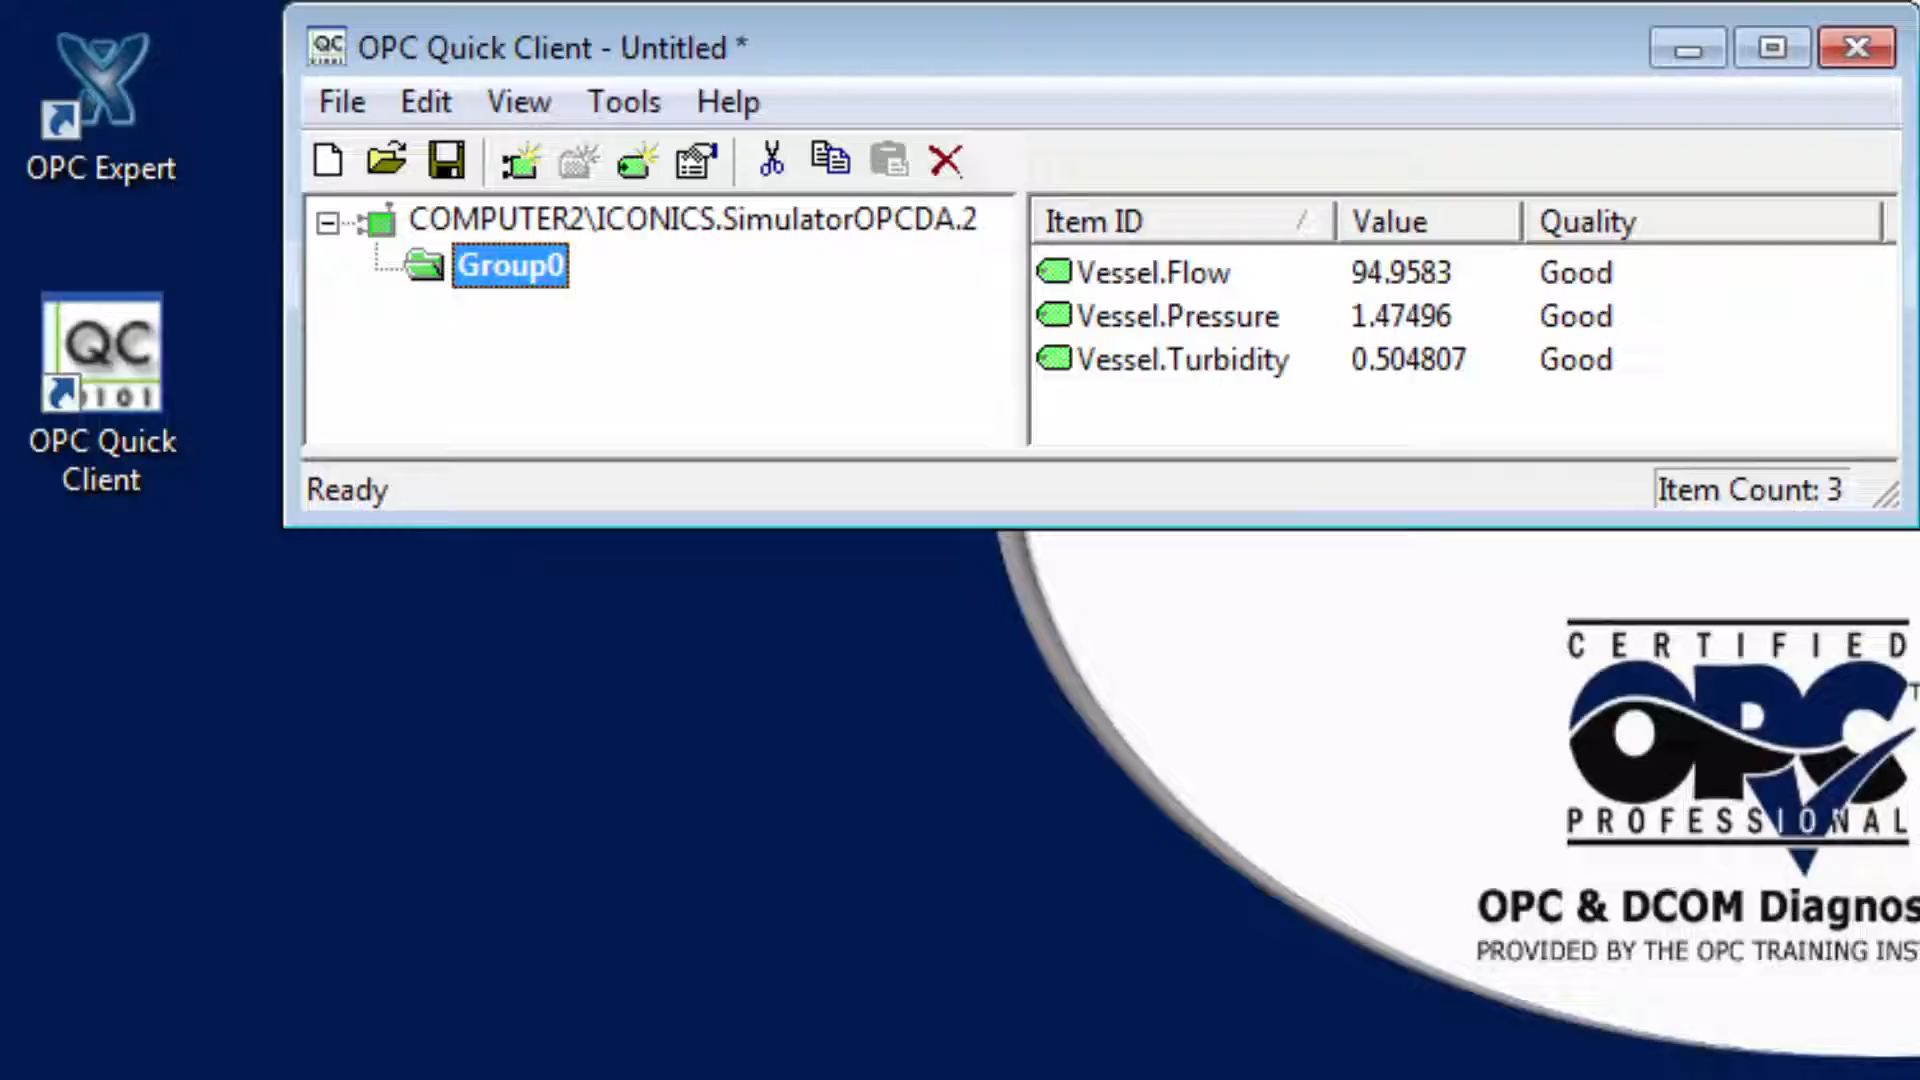 OPC Expert
QC
OPC Quick
Client
OPC Quick Client - Untitled *
File Edit View Tools Help
COMPUTER2\ICONICS.SimulatorOPCDA.2
Group0
Item ID Value Quality
Vessel.Flow 94.9583 Good
Vessel.Pressure 1.47496 Good
Vessel.Turbidity 0.504807 Good
Ready
Item Count: 3
CERTIFIED
OPC
PROFESSIONAL
OPC & DCOM Diagnos
PROVIDED BY THE OPC TRAINING INS